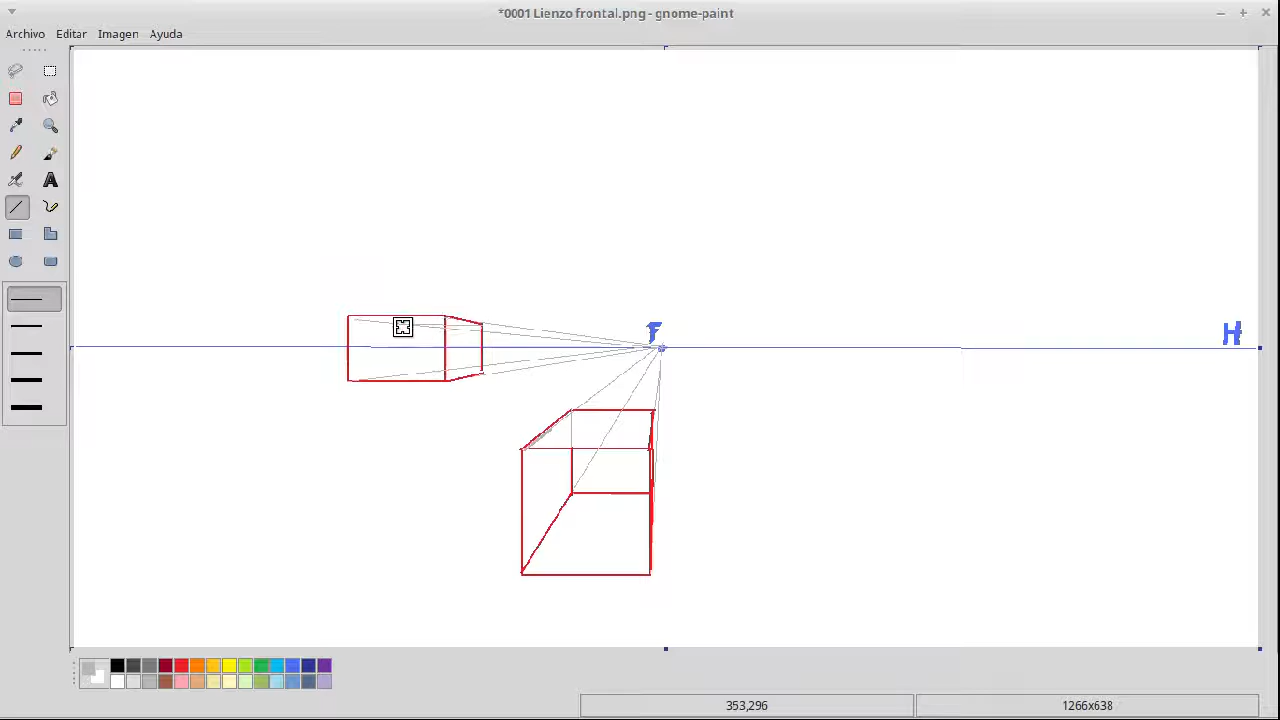 *0001 Lienzo frontal.png - gnome-paint
Archivo Editar Imagen Ayuda
F
H
353,296 1266x638